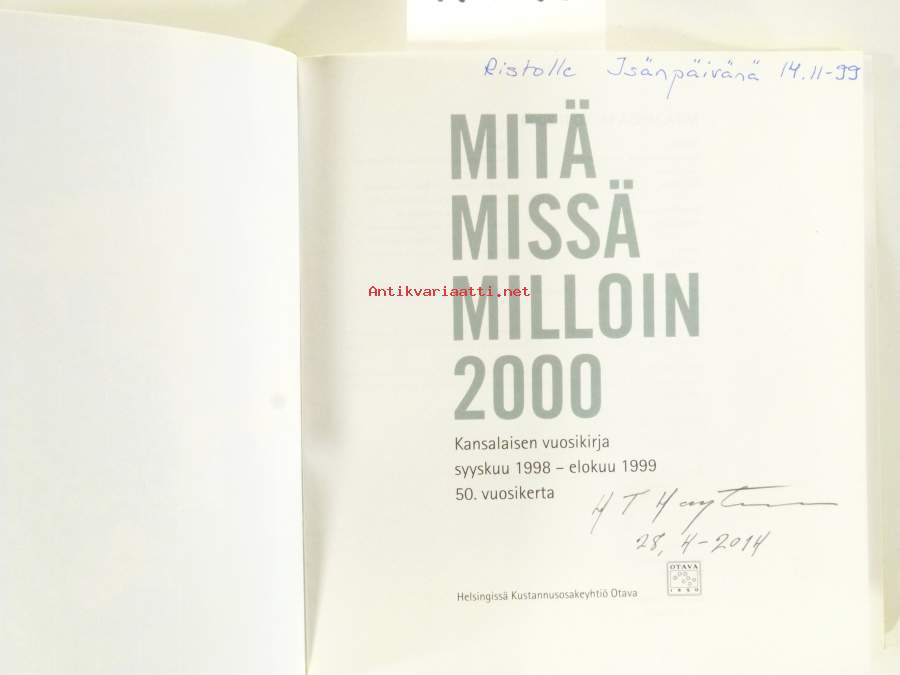 Ristolle Isänpäivänä 14.11-99
MITÄ
MISSÄ
Antikvariaatti.net
MILLOIN
2000
Kansalaisen vuosikirja
syyskuu 1998 – elokuu 1999
50. vuosikerta
H T
28, 4-2014
OTAVA
1890
Helsingissä Kustannusosakeyhtiö Otava